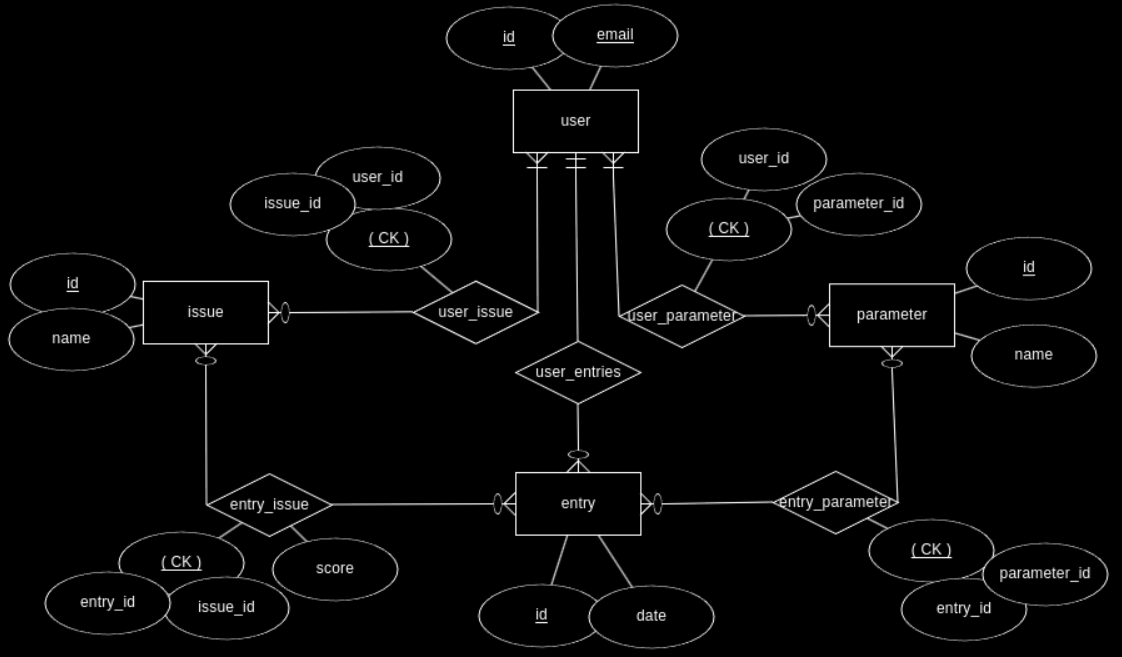 id
email
user
user_id
issue_id
( CK )
user_id
parameter_id
( CK )
id
name
issue
user_issue
user_parameter
parameter
id
name
user_entries
entry_issue
entry
entry_parameter
( CK )
entry_id
issue_id
score
id
date
( CK )
parameter_id
entry_id